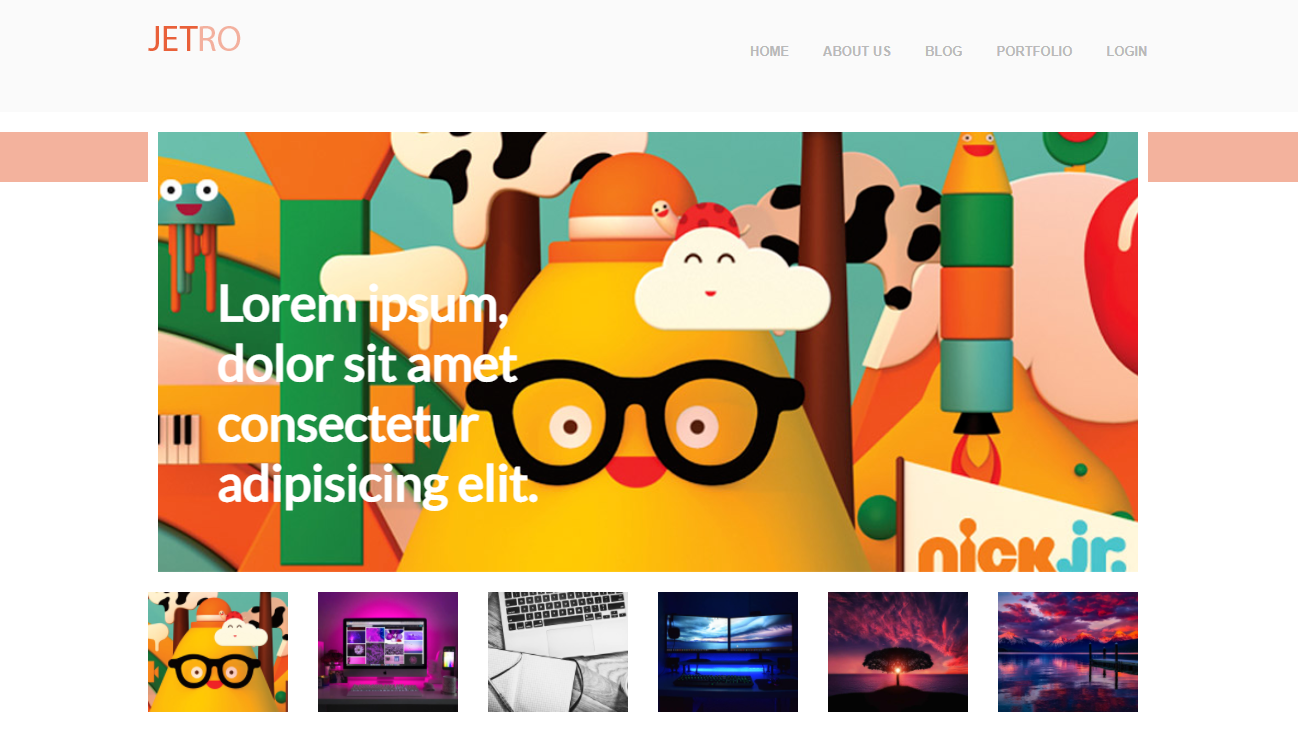 JETRO
HOME
ABOUT US
BLOG
PORTFOLIO
LOGIN
Lorem ipsum,
dolor sit amet
consectetur
adipisicing elit.
nick jr.